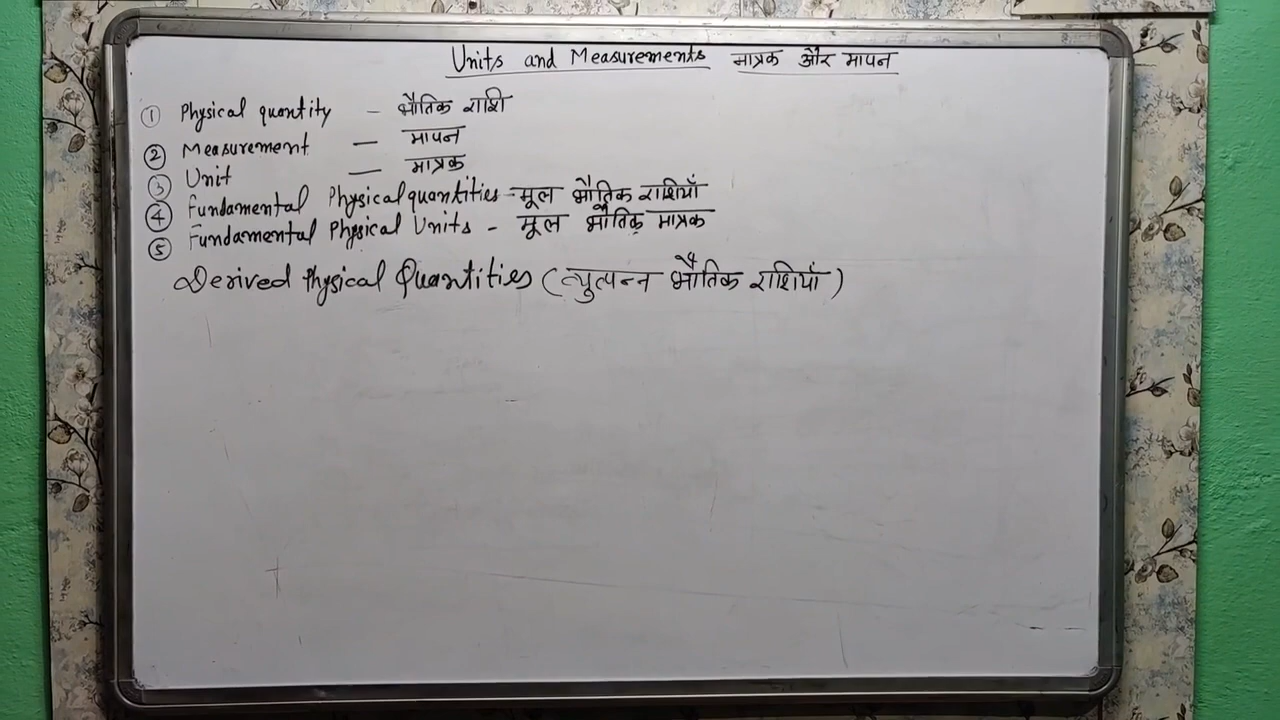 Units and Measurements मात्रक और मापन
① Physical quantity – भौतिक राशि
② Measurement — मापन
③ Unit — मात्रक
④ Fundamental Physical quantities – मूल भौतिक राशियाँ
⑤ Fundamental Physical Units - मूल भौतिक मात्रक
Derived Physical Quantities (व्युत्पन्न भौतिक राशियाँ)